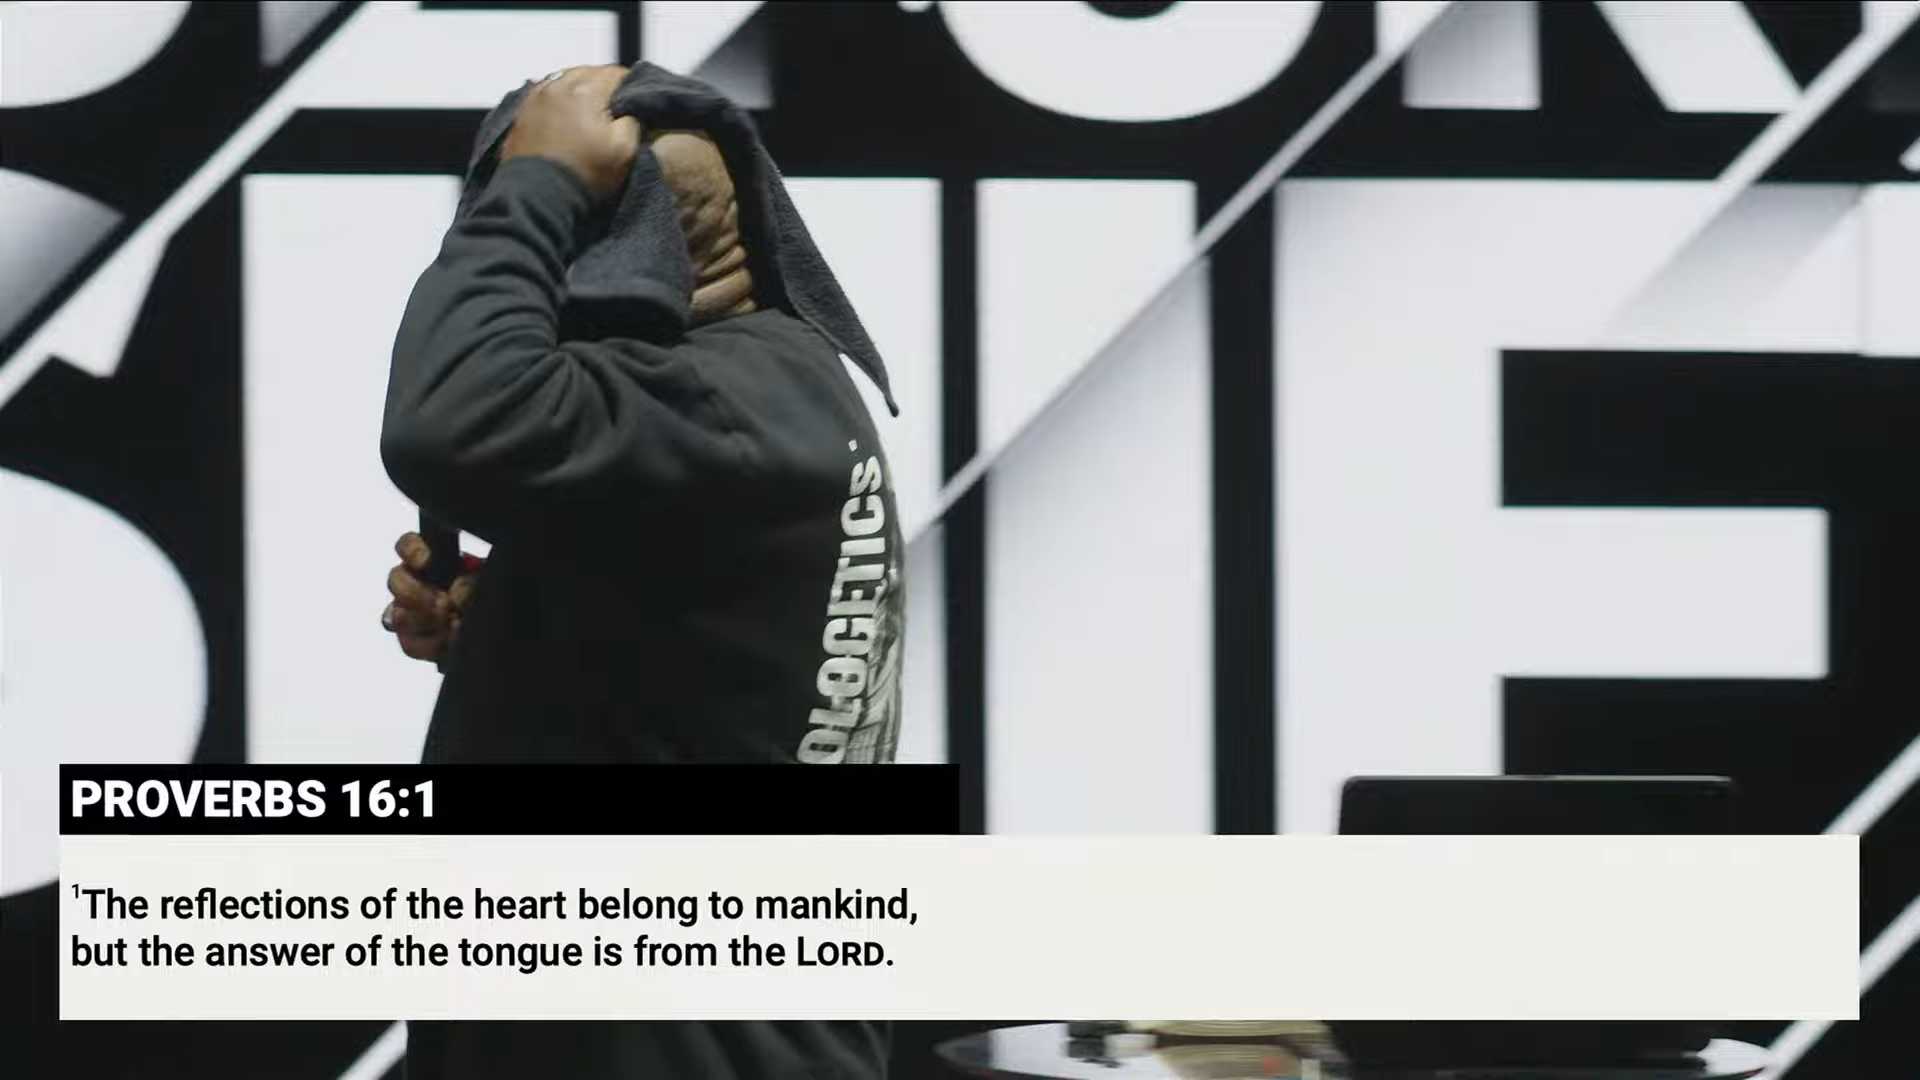 OLOGETICS
PROVERBS 16:1
¹The reflections of the heart belong to mankind,
but the answer of the tongue is from the LORD.